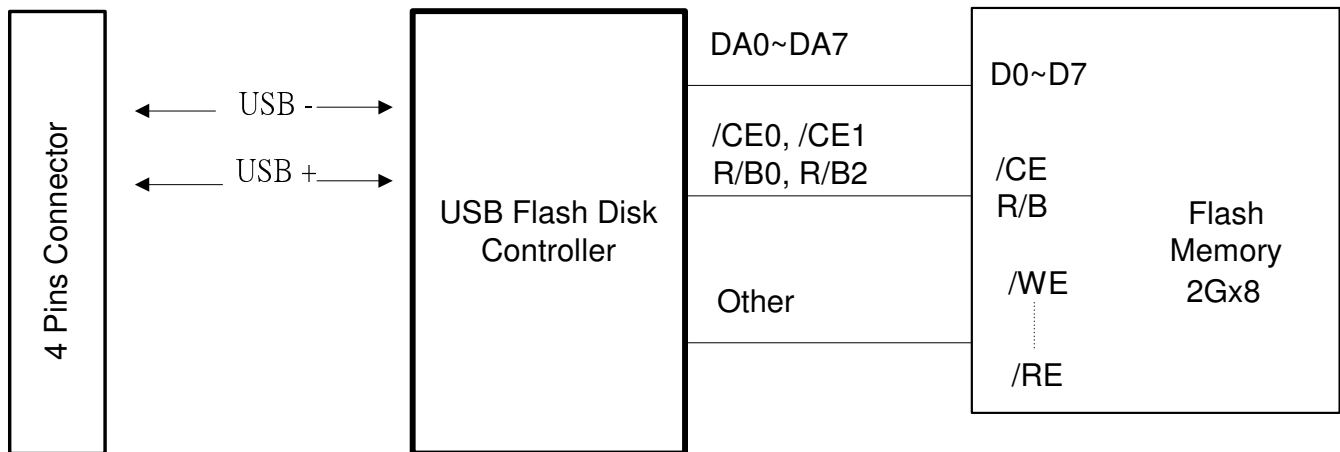 4 Pins Connector
USB -
USB +
USB Flash Disk
Controller
DA0~DA7
/CE0, /CE1
R/B0, R/B2
Other
D0~D7
/CE
R/B
/WE
/RE
Flash
Memory
2Gx8